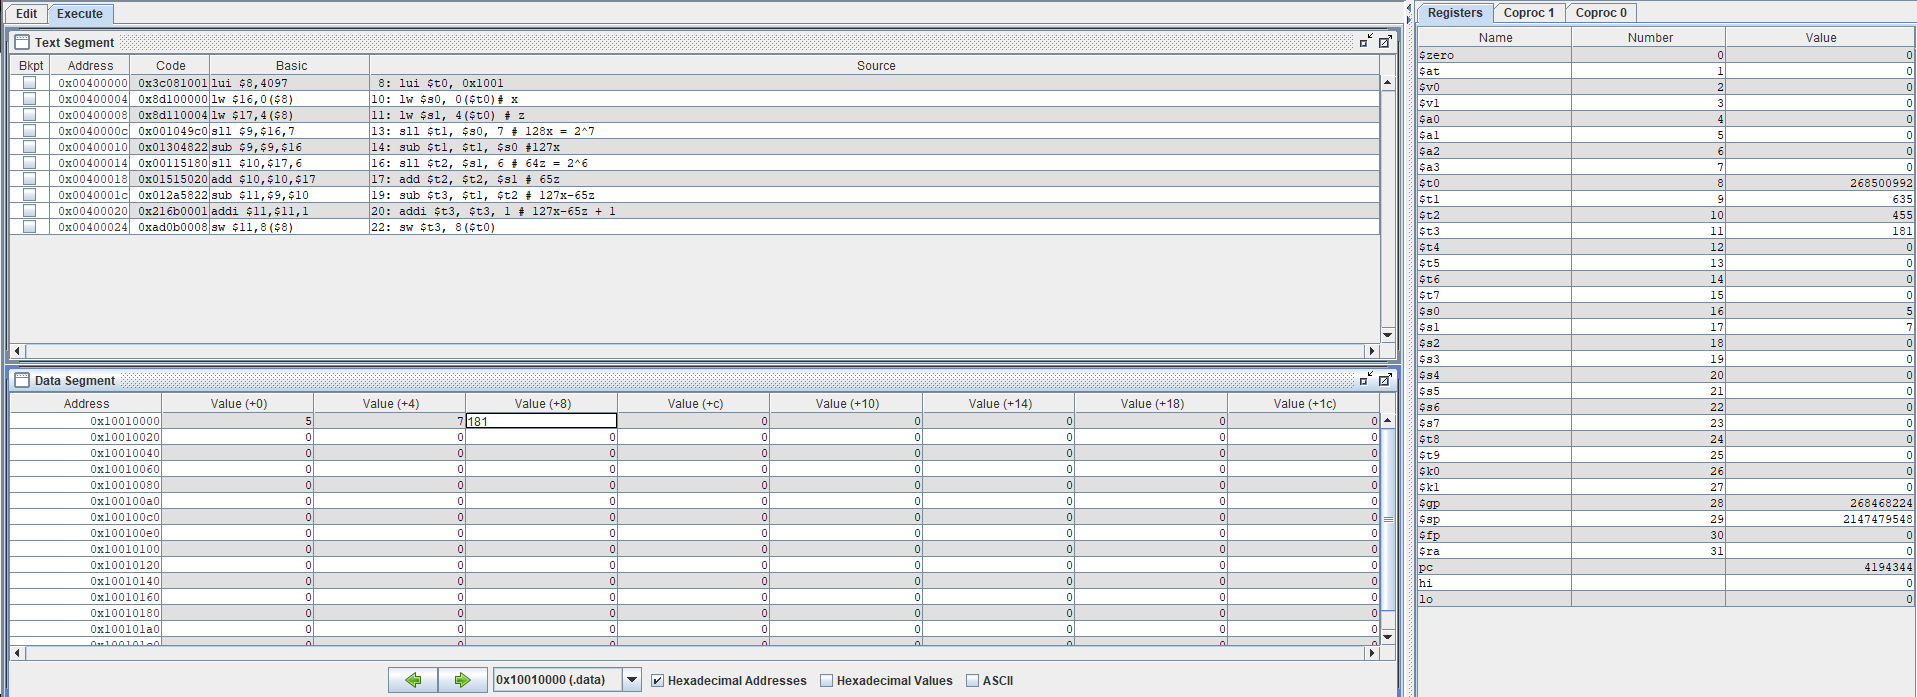 Edit Execute
Text Segment
Bkpt Address Code Basic Source
0x00400000 0x3c081001 lui $8,4097 8: lui $t0, 0x1001
0x00400004 0x8d100000 lw $16,0($8) 10: lw $s0, 0($t0)# x
0x00400008 0x8d110004 lw $17,4($8) 11: lw $s1, 4($t0) # z
0x0040000c 0x001049c0 sll $9,$16,7 13: sll $t1, $s0, 7 # 128x = 2^7
0x00400010 0x01304822 sub $9,$9,$16 14: sub $t1, $t1, $s0 #127x
0x00400014 0x00115180 sll $10,$17,6 16: sll $t2, $s1, 6 # 64z = 2^6
0x00400018 0x01515020 add $10,$10,$17 17: add $t2, $t2, $s1 # 65z
0x0040001c 0x012a5822 sub $11,$9,$10 19: sub $t3, $t1, $t2 # 127x-65z
0x00400020 0x216b0001 addi $11,$11,1 20: addi $t3, $t3, 1 # 127x-65z + 1
0x00400024 0xad0b0008 sw $11,8($8) 22: sw $t3, 8($t0)
Data Segment
Address Value (+0) Value (+4) Value (+8) Value (+c) Value (+10) Value (+14) Value (+18) Value (+1c)
0x10010000 5 7 181 0 0 0 0 0
0x10010020 0 0 0 0 0 0 0 0
0x10010040 0 0 0 0 0 0 0 0
0x10010060 0 0 0 0 0 0 0 0
0x10010080 0 0 0 0 0 0 0 0
0x100100a0 0 0 0 0 0 0 0 0
0x100100c0 0 0 0 0 0 0 0 0
0x100100e0 0 0 0 0 0 0 0 0
0x10010100 0 0 0 0 0 0 0 0
0x10010120 0 0 0 0 0 0 0 0
0x10010140 0 0 0 0 0 0 0 0
0x10010160 0 0 0 0 0 0 0 0
0x10010180 0 0 0 0 0 0 0 0
0x100101a0 0 0 0 0 0 0 0 0
0x100101c0 0 0 0 0 0 0 0 0
0x10010000 (.data) Hexadecimal Addresses Hexadecimal Values ASCII
Registers Coproc 1 Coproc 0
Name Number Value
$zero 0 0
$at 1 0
$v0 2 0
$v1 3 0
$a0 4 0
$a1 5 0
$a2 6 0
$a3 7 0
$t0 8 268500992
$t1 9 635
$t2 10 455
$t3 11 181
$t4 12 0
$t5 13 0
$t6 14 0
$t7 15 0
$s0 16 5
$s1 17 7
$s2 18 0
$s3 19 0
$s4 20 0
$s5 21 0
$s6 22 0
$s7 23 0
$t8 24 0
$t9 25 0
$k0 26 0
$k1 27 0
$gp 28 268468224
$sp 29 2147479548
$fp 30 0
$ra 31 0
pc 4194344
hi 0
lo 0